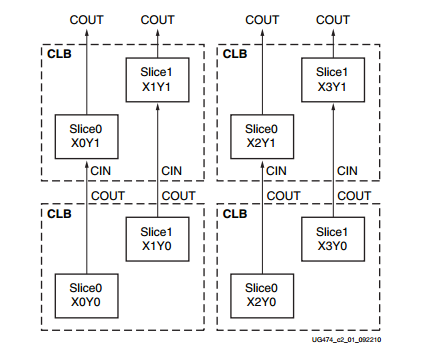 COUT COUT COUT COUT
CLB CLB
Slice1
X1Y1
Slice1
X3Y1
Slice0
X0Y1
Slice0
X2Y1
CIN CIN CIN CIN
COUT COUT COUT COUT
CLB CLB
Slice1
X1Y0
Slice1
X3Y0
Slice0
X0Y0
Slice0
X2Y0
UG474_c2_01_092210